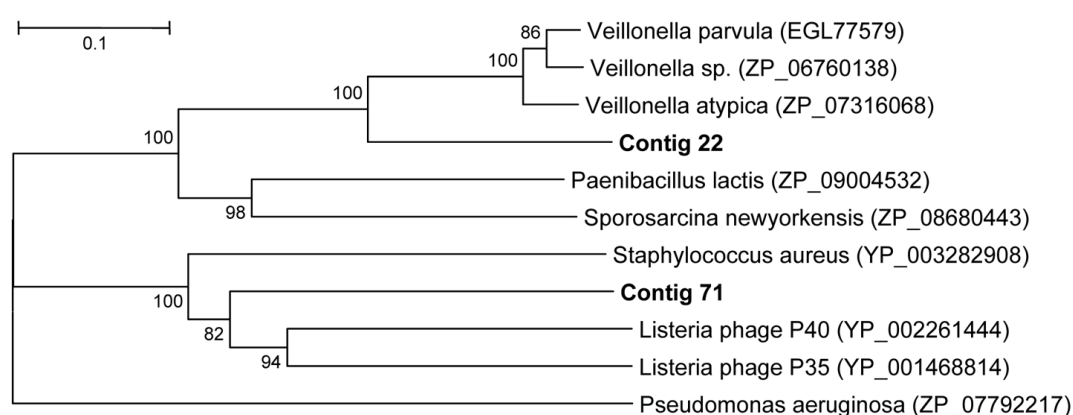 0.1
86
Veillonella parvula (EGL77579)
100
Veillonella sp. (ZP_06760138)
100
Veillonella atypica (ZP_07316068)
100
Contig 22
Paenibacillus lactis (ZP_09004532)
98
Sporosarcina newyorkensis (ZP_08680443)
Staphylococcus aureus (YP_003282908)
100
Contig 71
82
Listeria phage P40 (YP_002261444)
94
Listeria phage P35 (YP_001468814)
Pseudomonas aeruginosa (ZP_07792217)